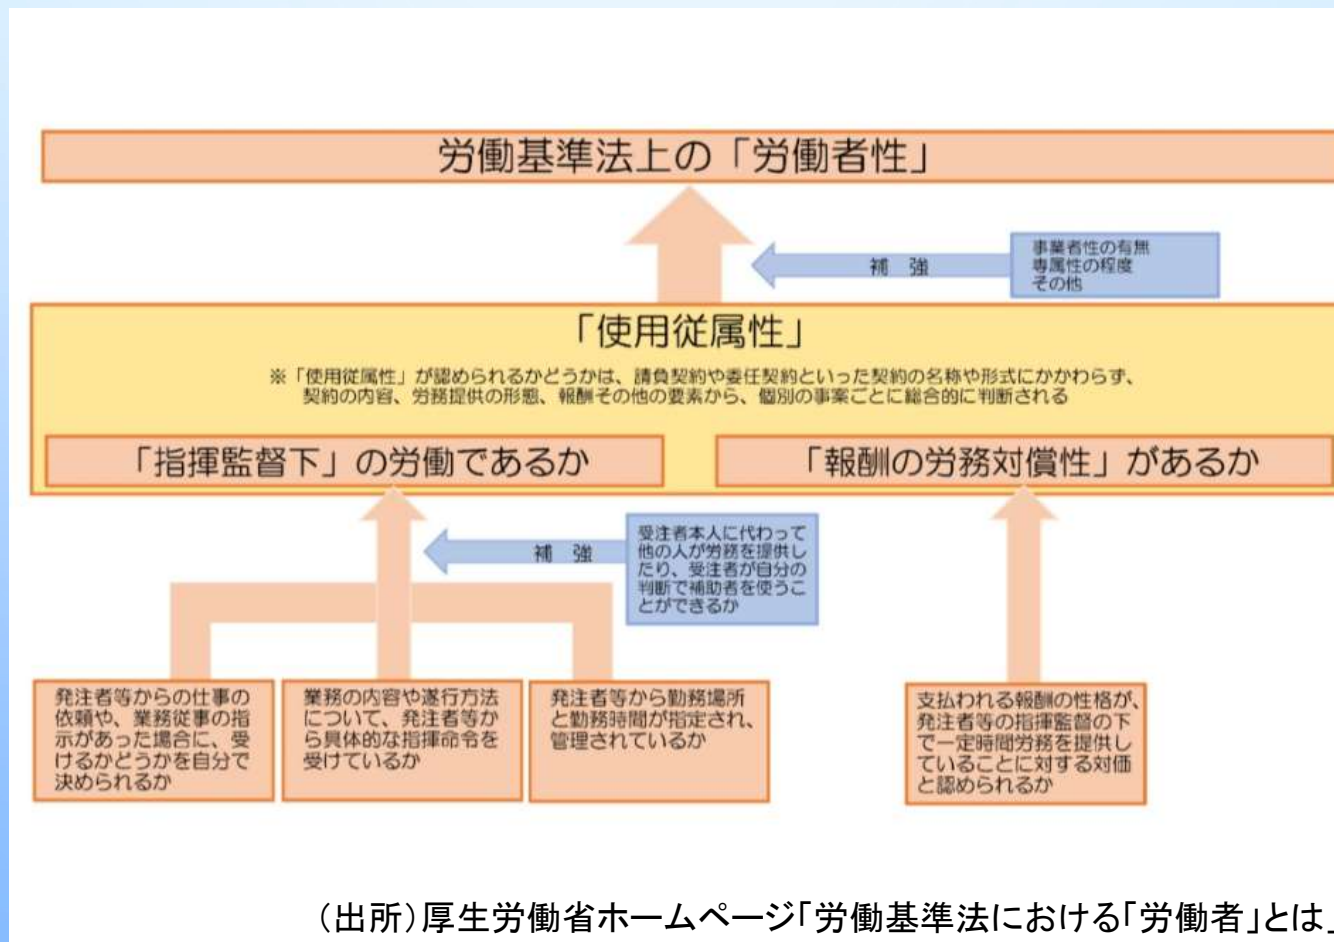 労働基準法上の「労働者性」
補 強
事業者性の有無
専属性の程度
その他
「使用従属性」
※「使用従属性」が認められるかどうかは、請負契約や委任契約といった契約の名称や形式にかかわらず、
契約の内容、労務提供の形態、報酬その他の要素から、個別の事案ごとに総合的に判断される
「指揮監督下」の労働であるか
「報酬の労務対償性」があるか
補 強
受注者本人に代わって
他の人が労務を提供し
たり、受注者が自分の
判断で補助者を使うこ
とができるか
発注者等からの仕事の
依頼や、業務従事の指
示があった場合に、受
けるかどうかを自分で
決められるか
業務の内容や遂行方法
について、発注者等か
ら具体的な指揮命令を
受けているか
発注者等から勤務場所
と勤務時間が指定され、
管理されているか
支払われる報酬の性格が、
発注者等の指揮監督の下
で一定時間労務を提供し
ていることに対する対価
と認められるか
（出所）厚生労働省ホームページ「労働基準法における「労働者」とは」